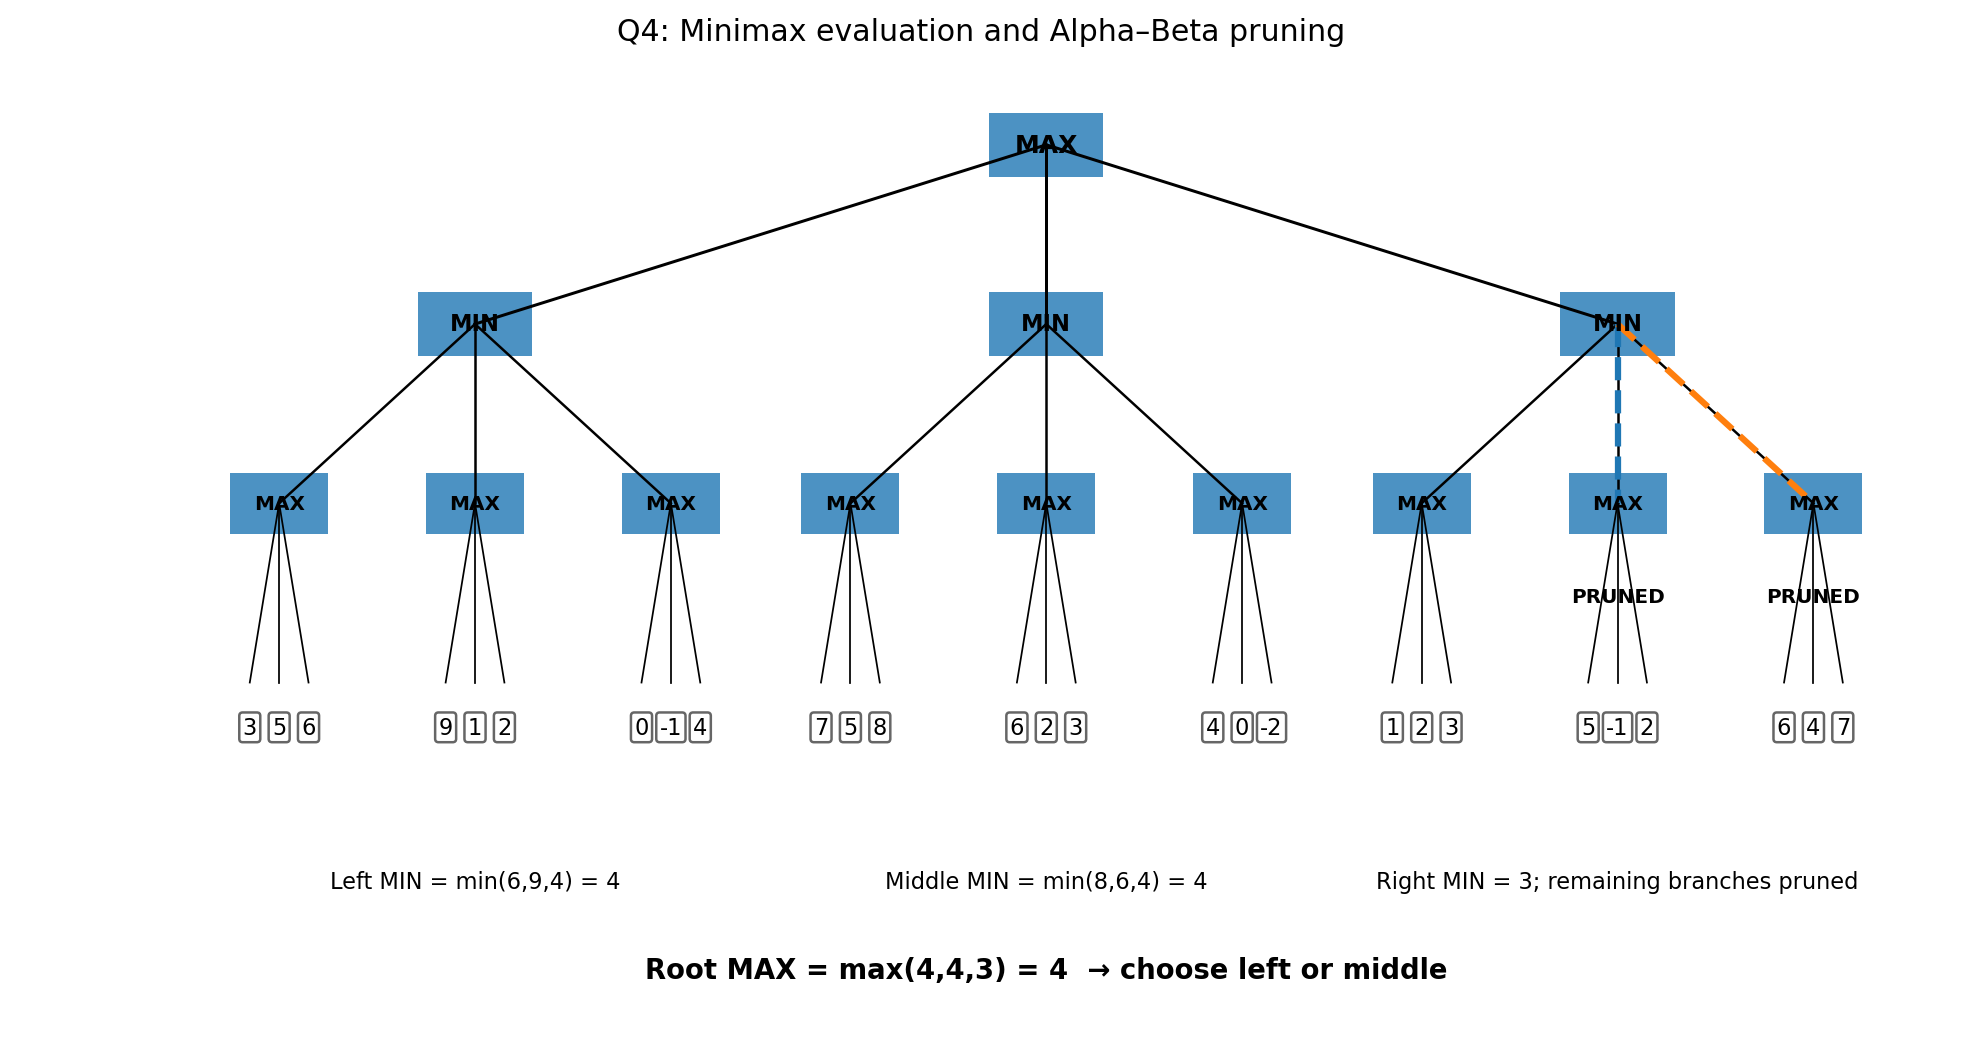 Q4: Minimax evaluation and Alpha–Beta pruning
MAX
MIN MIN MIN
MAX MAX MAX MAX MAX MAX MAX MAX MAX
PRUNED PRUNED
3 5 6 9 1 2 0 -1 4 7 5 8 6 2 3 4 0 -2 1 2 3 5 -1 2 6 4 7
Left MIN = min(6,9,4) = 4 Middle MIN = min(8,6,4) = 4 Right MIN = 3; remaining branches pruned
Root MAX = max(4,4,3) = 4 → choose left or middle